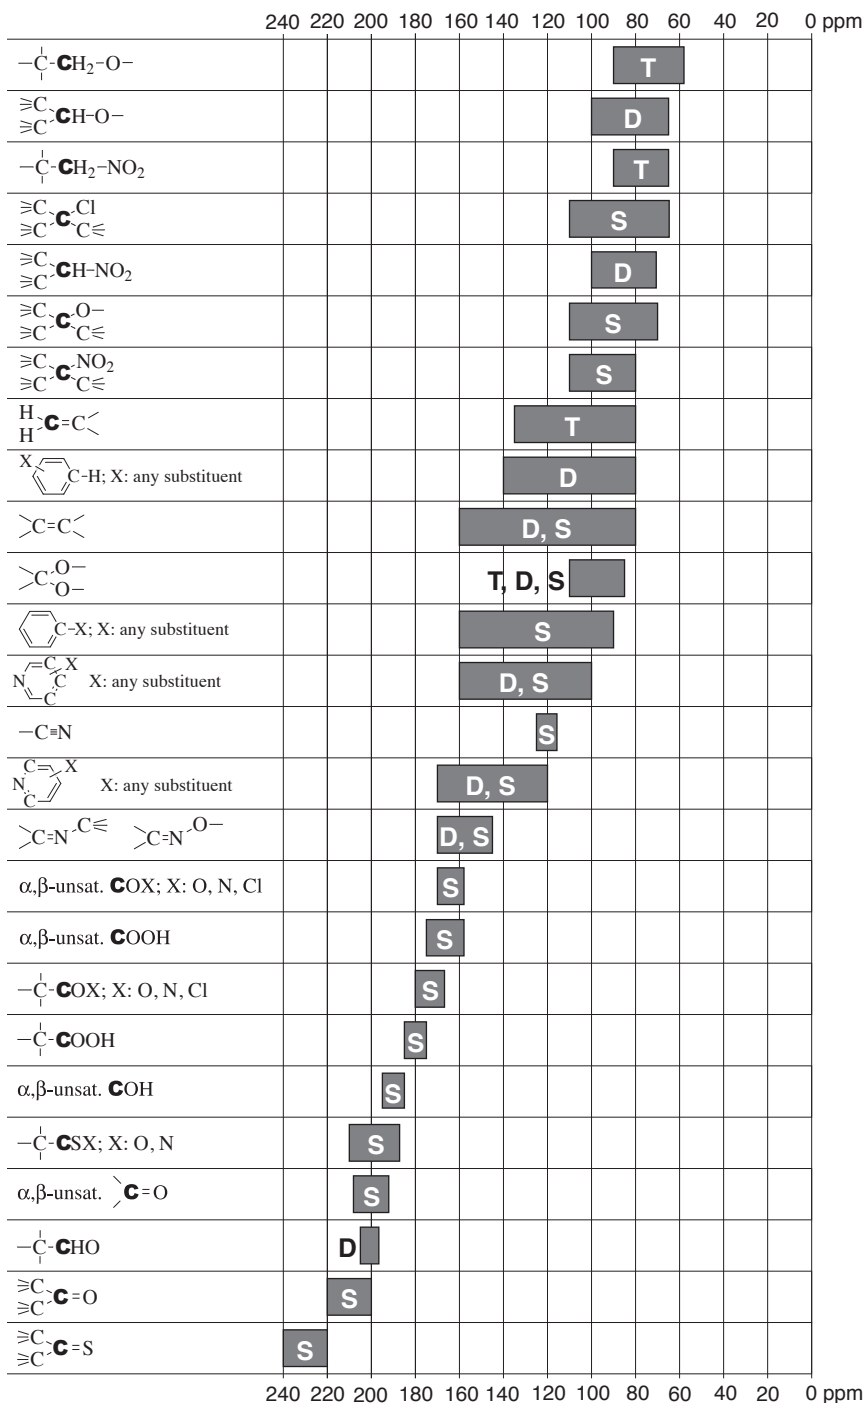 240 220 200 180 160 140 120 100 80 60 40 20 0 ppm
–C-CH₂–O– T
≡C ≡C CH–O– D
–C-CH₂–NO₂ T
≡C ≡C C Cl C≡ S
≡C ≡C CH–NO₂ D
≡C ≡C C O– C≡ S
≡C ≡C C NO₂ C≡ S
H H C=C T
X C–H; X: any substituent D
C=C D, S
C O– O– T, D, S
C–X; X: any substituent S
N C X C C X: any substituent D, S
–C≡N S
C X N C X: any substituent D, S
C=N C≡ C=N O– D, S
α,β-unsat. COX; X: O, N, Cl S
α,β-unsat. COOH S
–C-COX; X: O, N, Cl S
–C-COOH S
α,β-unsat. COH S
–C-CSX; X: O, N S
α,β-unsat. C=O S
–C-CHO D
≡C ≡C C=O S
≡C ≡C C=S S
240 220 200 180 160 140 120 100 80 60 40 20 0 ppm